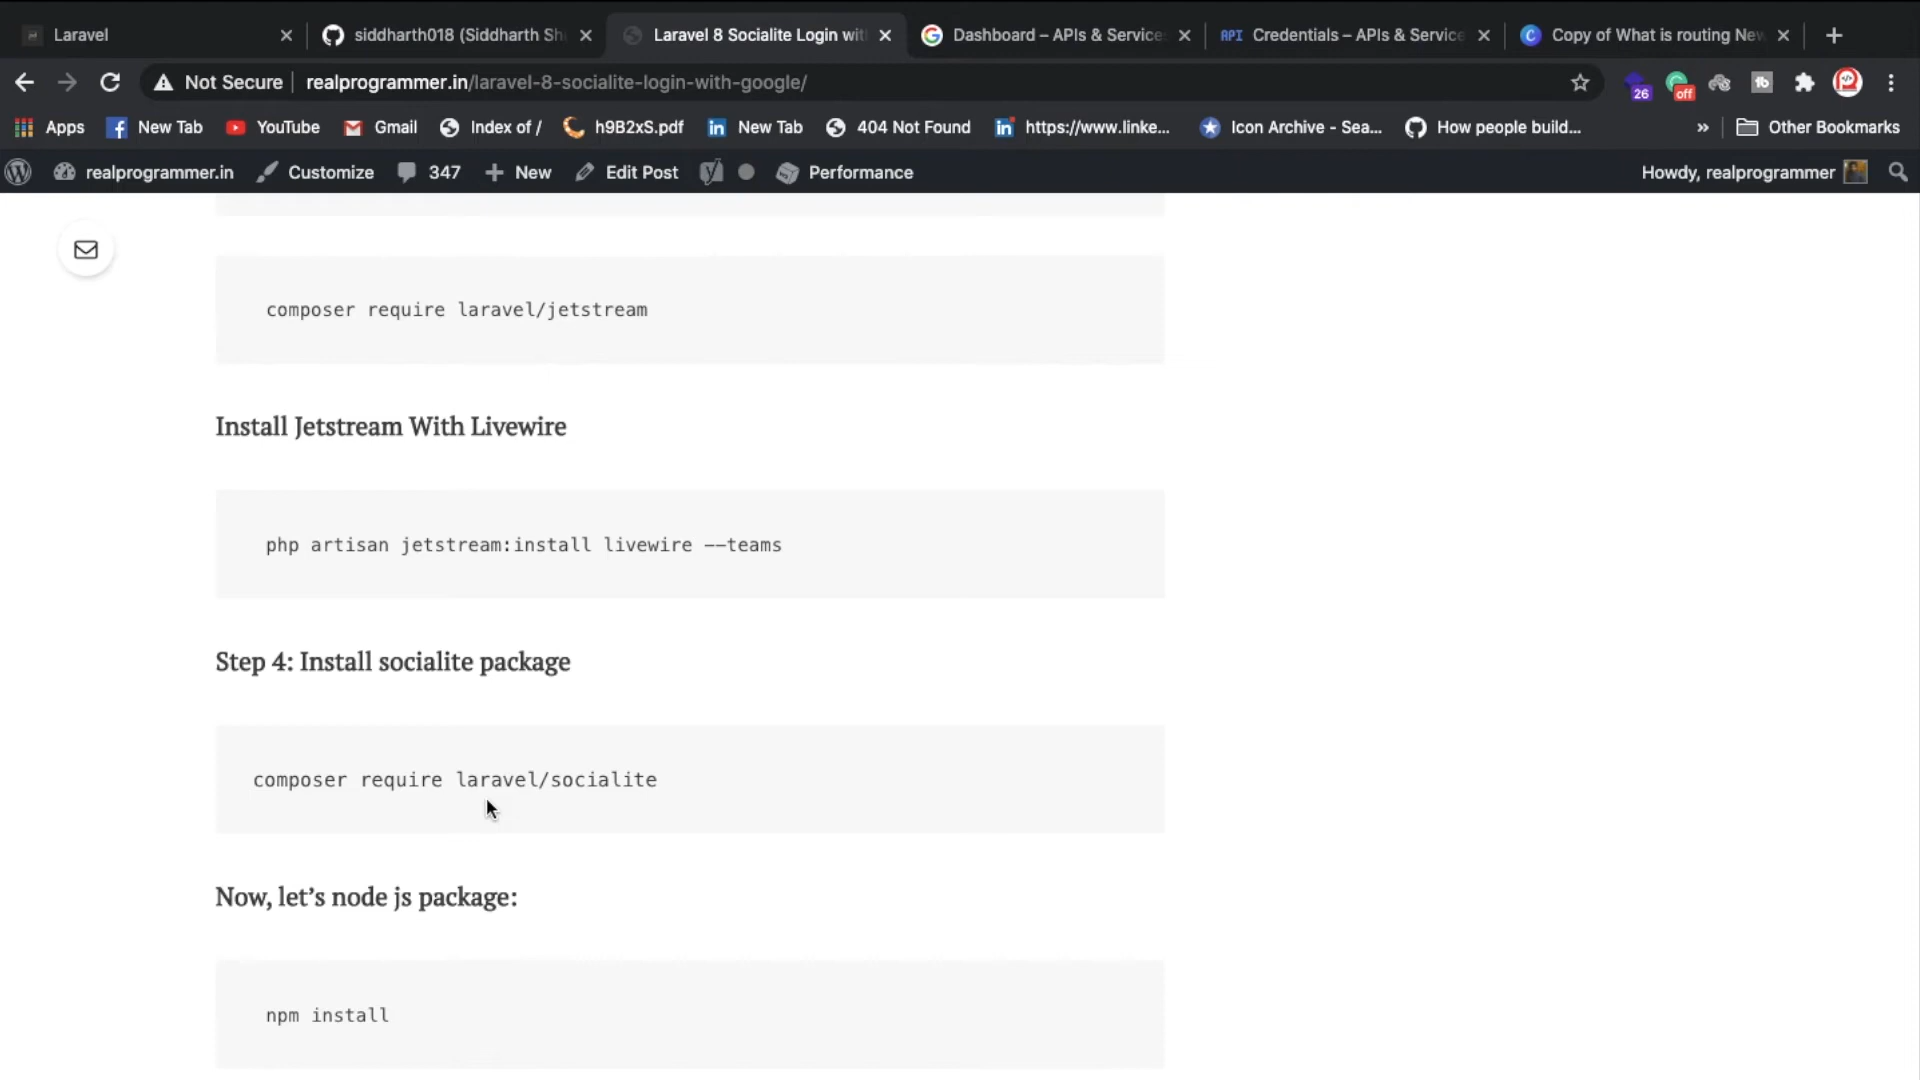 Laravel
siddharth018 (Siddharth Sh
Laravel 8 Socialite Login wit
Dashboard – APIs & Service
API Credentials – APIs & Service
C Copy of What is routing New
Not Secure realprogrammer.in/laravel-8-socialite-login-with-google/
26 off tb
Apps New Tab YouTube Gmail Index of / h9B2xS.pdf New Tab 404 Not Found https://www.linke... Icon Archive - Sea... How people build... » Other Bookmarks
realprogrammer.in Customize 347 New Edit Post Performance Howdy, realprogrammer
composer require laravel/jetstream
Install Jetstream With Livewire
php artisan jetstream:install livewire --teams
Step 4: Install socialite package
composer require laravel/socialite
Now, let’s node js package:
npm install